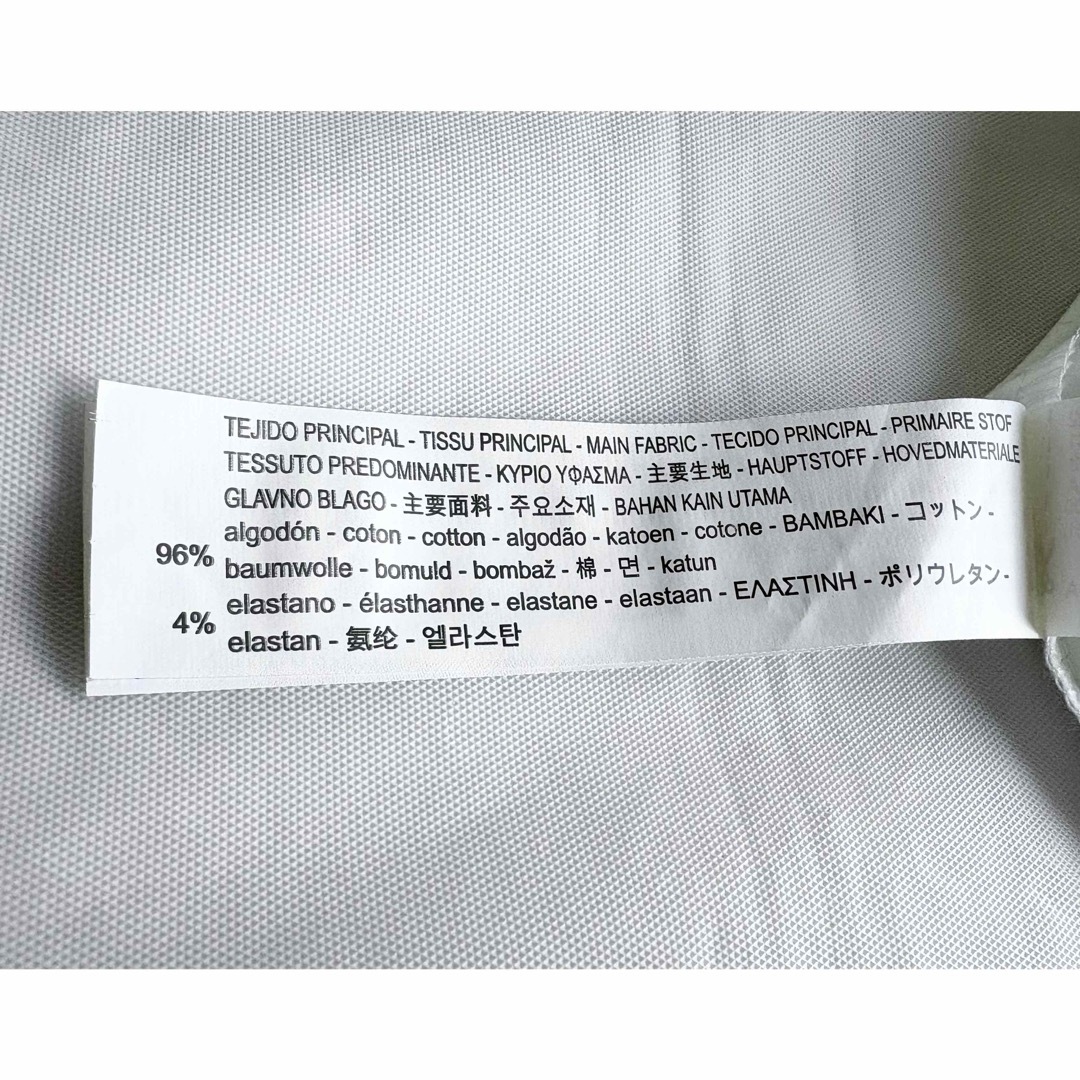 TEJIDO PRINCIPAL - TISSU PRINCIPAL - MAIN FABRIC - TECIDO PRINCIPAL - PRIMAIRE STOF
TESSUTO PREDOMINANTE - ΚΥΡΙΟ ΥΦΑΣΜΑ - 主要生地 - HAUPTSTOFF - HOVEDMATERIALE
GLAVNO BLAGO - 主要面料 - 주요소재 - BAHAN KAIN UTAMA
96% algodón - coton - cotton - algodão - katoen - cotone - BAMBAKI - コットン -
baumwolle - bomuld - bombaž - 棉 - 면 - katun
4% elastano - élasthanne - elastane - elastaan - ΕΛΑΣΤΙΝΗ - ポリウレタン -
elastan - 氨纶 - 엘라스탄